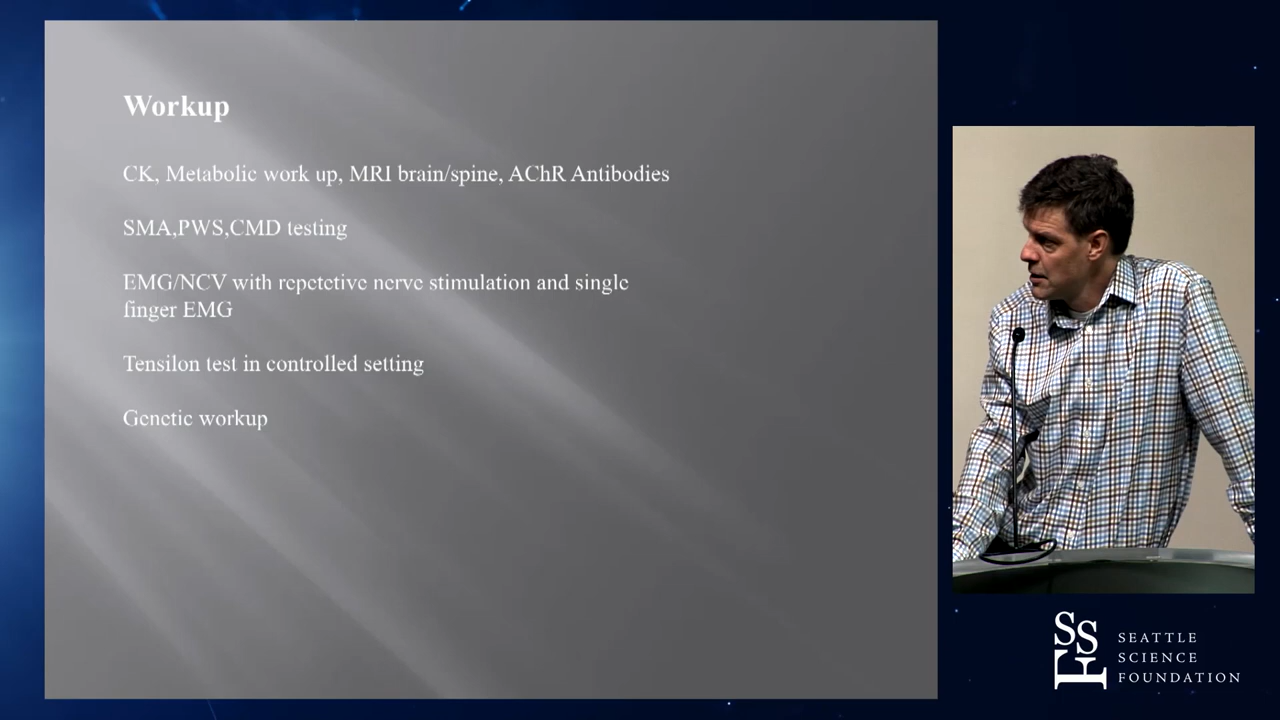 Workup
CK, Metabolic work up, MRI brain/spine, AChR Antibodies
SMA,PWS,CMD testing
EMG/NCV with repetetive nerve stimulation and single
finger EMG
Tensilon test in controlled setting
Genetic workup
SSF
SEATTLE
SCIENCE
FOUNDATION